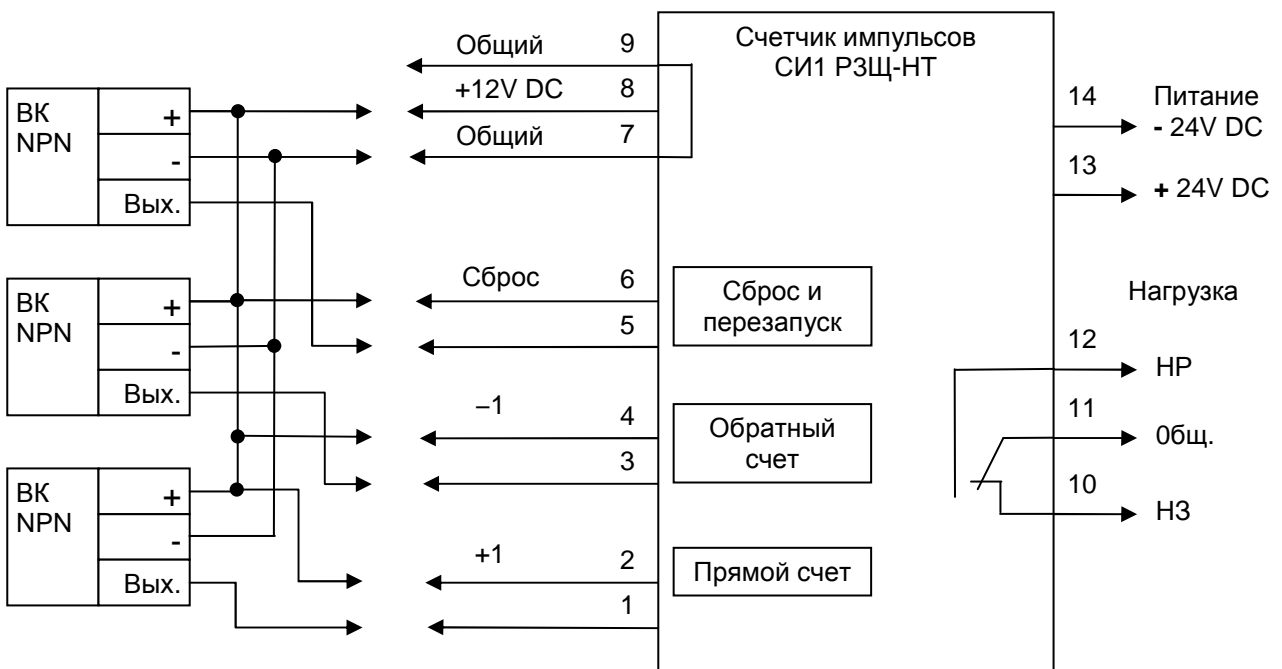 Общий 9
+12V DC 8
Общий 7
Счетчик импульсов
СИ1 РЗЩ-НТ
14 Питание
- 24V DC
13
+ 24V DC
ВК
NPN
+
-
Вых.
Сброс 6
5
Сброс и
перезапуск
Нагрузка
ВК
NPN
+
-
Вых.
12
НР
–1 4
3
Обратный
счет
11
0бщ.
10
НЗ
ВК
NPN
+
-
Вых.
+1 2
1
Прямой счет